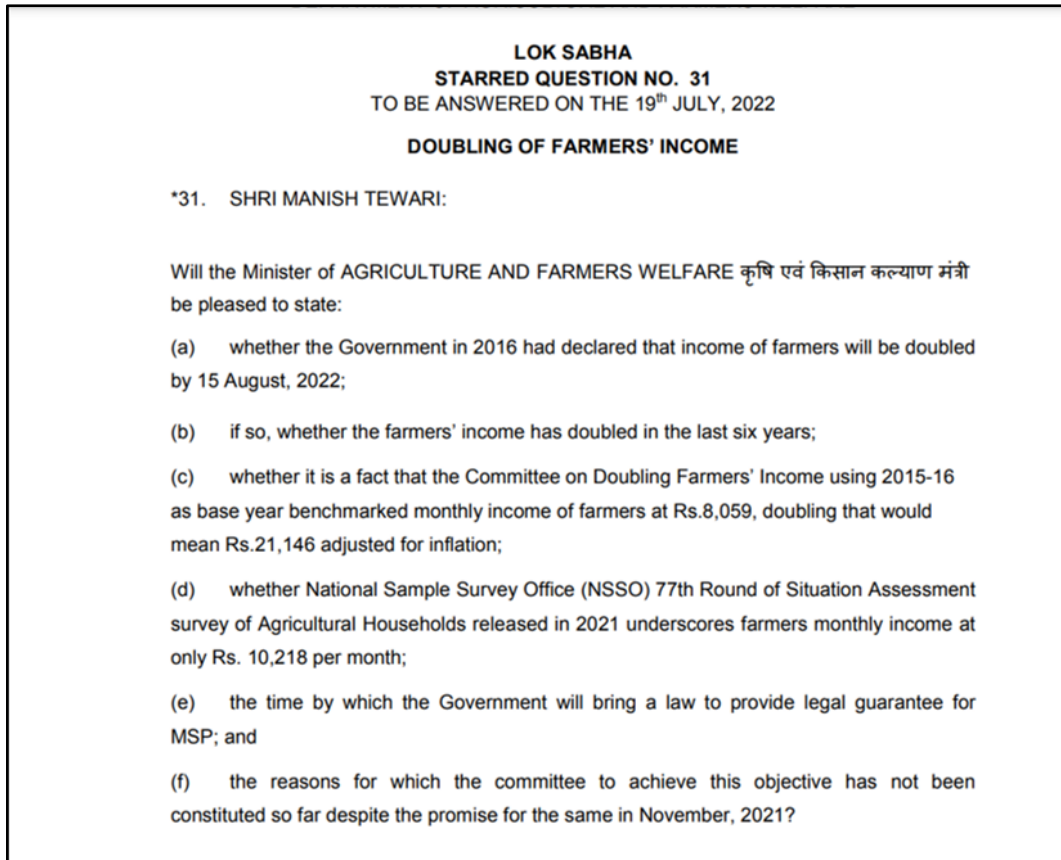 LOK SABHA
STARRED QUESTION NO. 31
TO BE ANSWERED ON THE 19th JULY, 2022
DOUBLING OF FARMERS' INCOME
*31. SHRI MANISH TEWARI:
Will the Minister of AGRICULTURE AND FARMERS WELFARE कृषि एवं किसान कल्याण मंत्री
be pleased to state:
(a) whether the Government in 2016 had declared that income of farmers will be doubled
by 15 August, 2022;
(b) if so, whether the farmers' income has doubled in the last six years;
(c) whether it is a fact that the Committee on Doubling Farmers' Income using 2015-16
as base year benchmarked monthly income of farmers at Rs.8,059, doubling that would
mean Rs.21,146 adjusted for inflation;
(d) whether National Sample Survey Office (NSSO) 77th Round of Situation Assessment
survey of Agricultural Households released in 2021 underscores farmers monthly income at
only Rs. 10,218 per month;
(e) the time by which the Government will bring a law to provide legal guarantee for
MSP; and
(f) the reasons for which the committee to achieve this objective has not been
constituted so far despite the promise for the same in November, 2021?